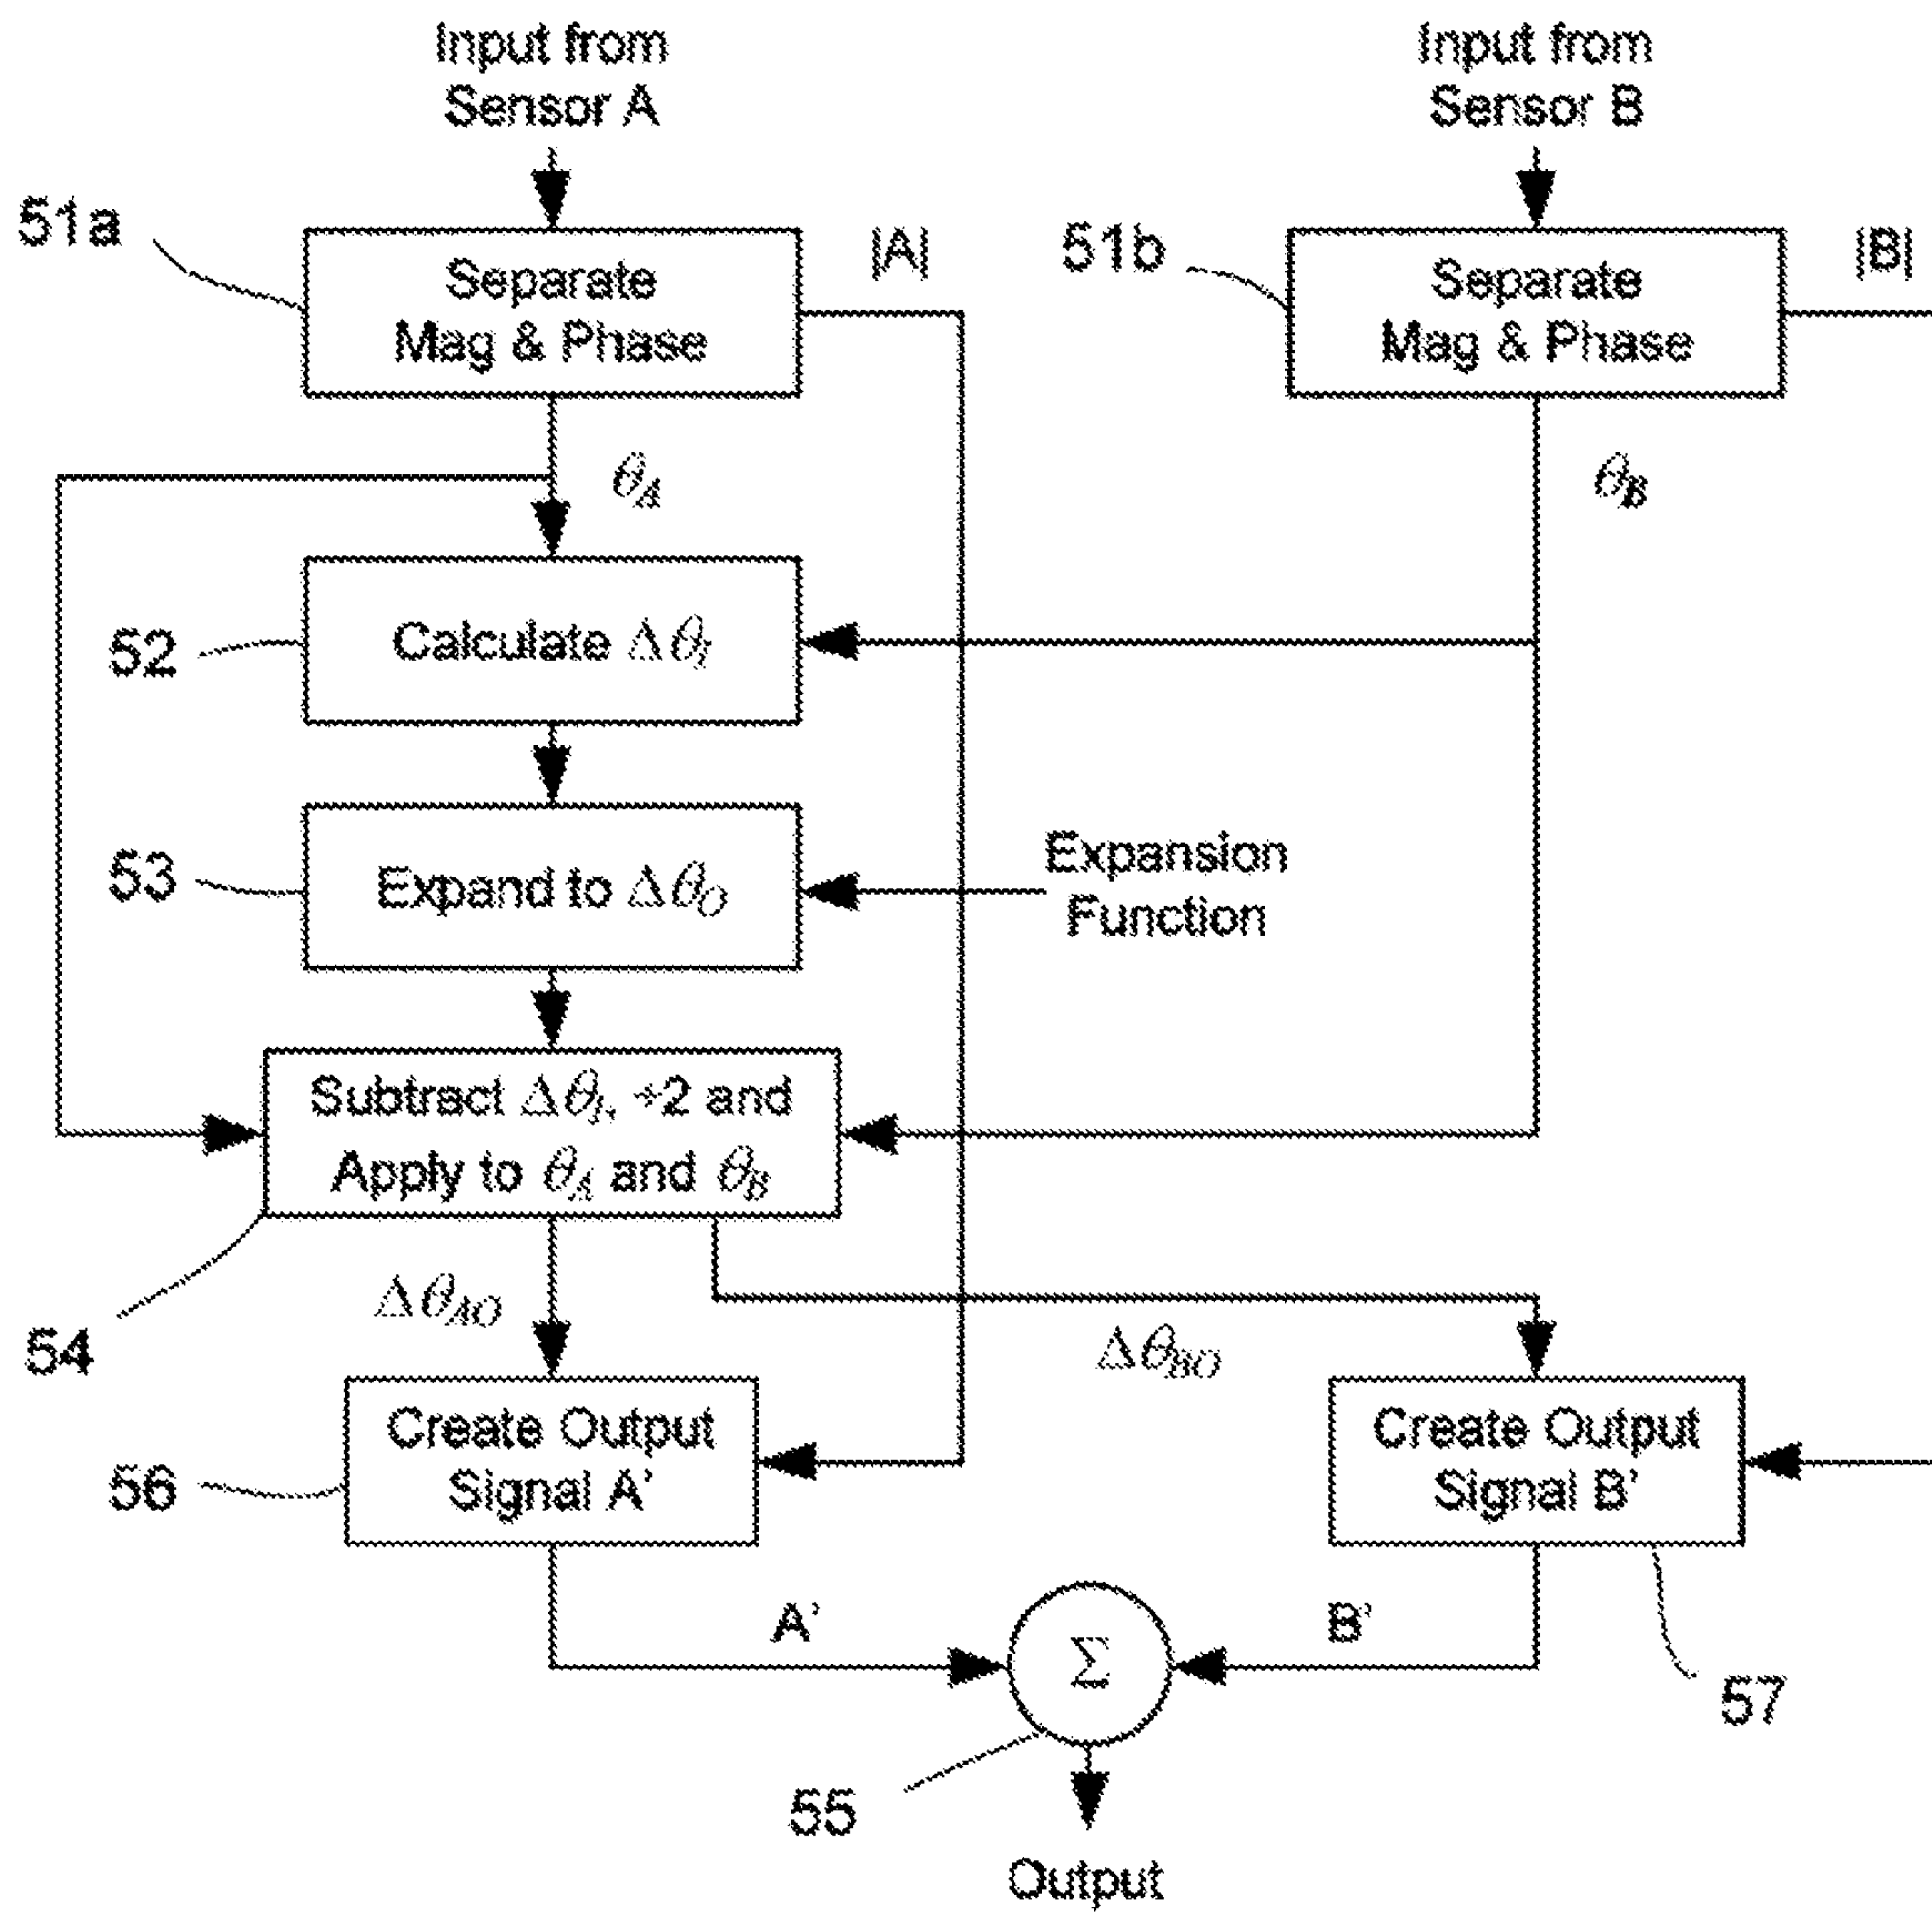 Input from
Sensor A
Input from
Sensor B
51a
Separate
Mag & Phase
|A|
51b
Separate
Mag & Phase
|B|
θA
θB
52
Calculate ΔθI
53
Expand to ΔθO
Expansion
Function
Subtract ΔθI, ÷2 and
Apply to θA and θB
54
ΔθAO
ΔθBO
56
Create Output
Signal A'
Create Output
Signal B'
57
A'
Σ
B'
55
Output